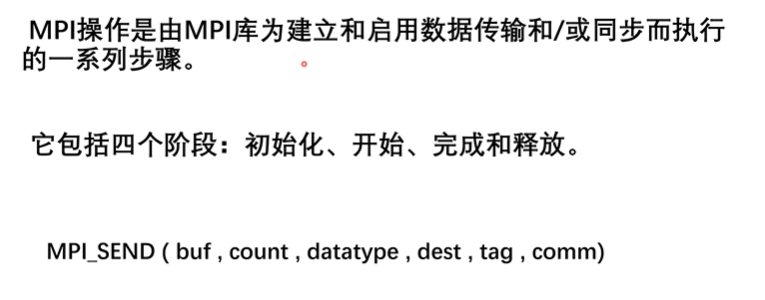 MPI操作是由MPI库为建立和启用数据传输和/或同步而执行
的一系列步骤。
它包括四个阶段：初始化、开始、完成和释放。
MPI_SEND ( buf , count , datatype , dest , tag , comm)